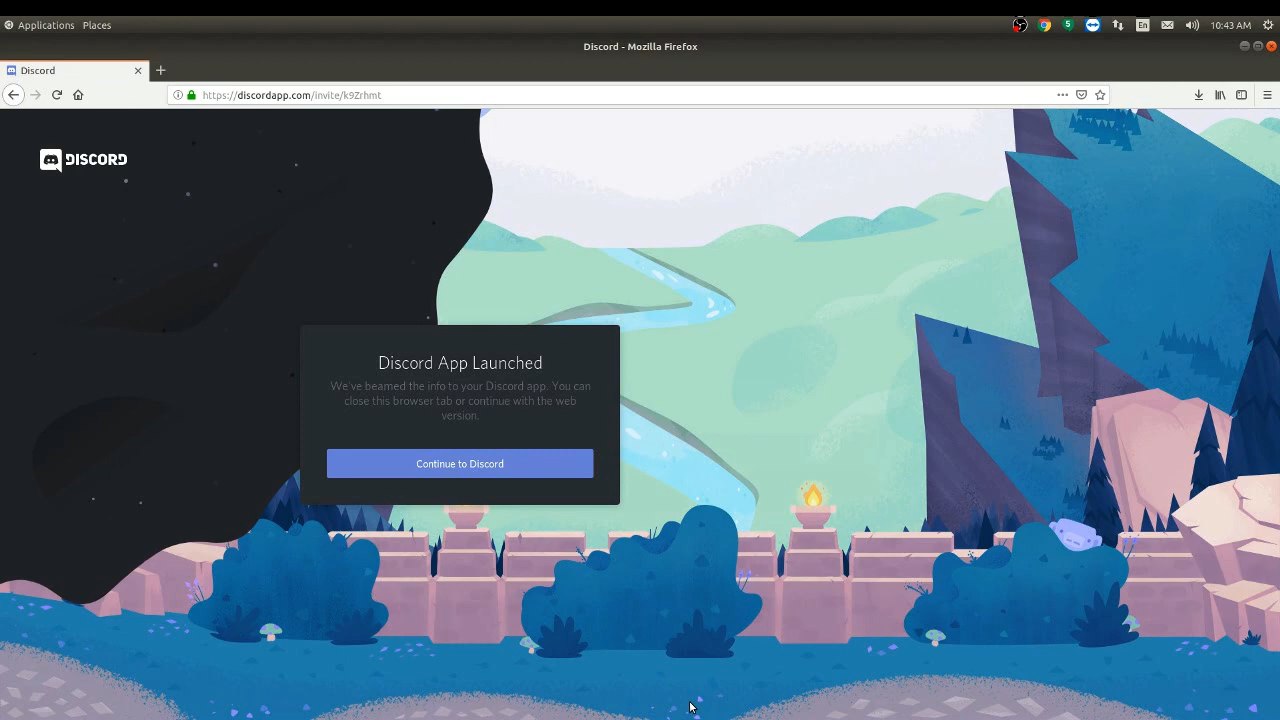 Applications Places
5
En
10:43 AM
Discord - Mozilla Firefox
Discord
https://discordapp.com/invite/k9Zrhmt
DISCORD
Discord App Launched
We've beamed the info to your Discord app. You can
close this browser tab or continue with the web
version.
Continue to Discord